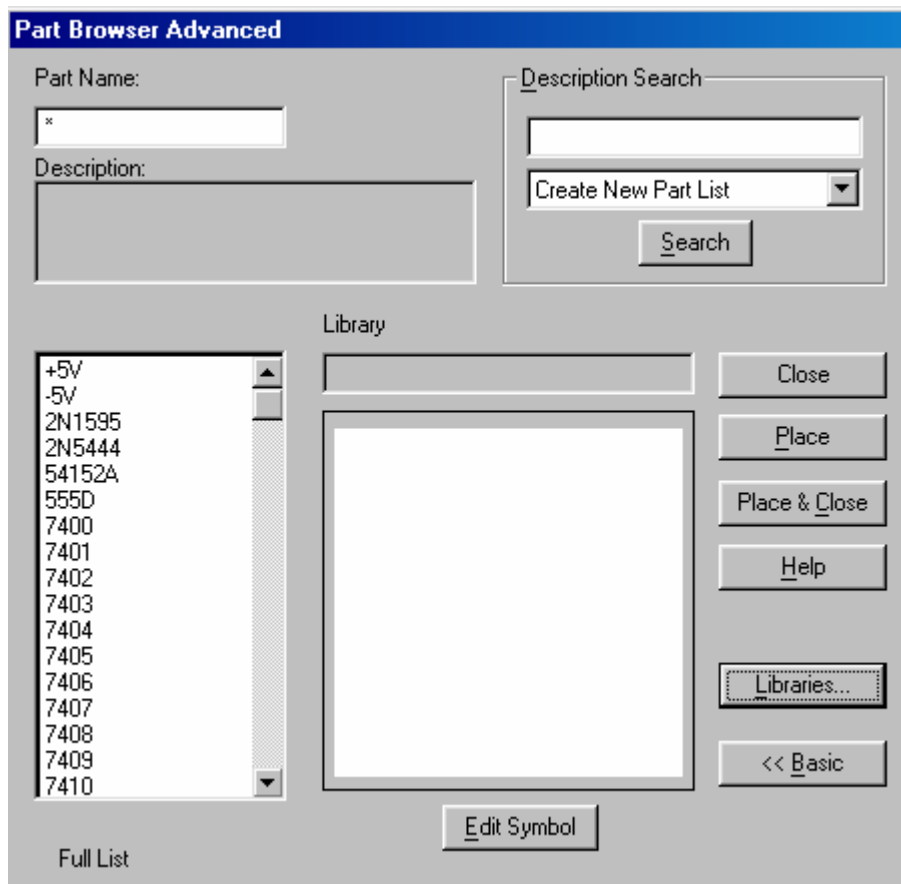 Part Browser Advanced
Part Name:
*
Description:
Description Search
Create New Part List
Search
+5V
-5V
2N1595
2N5444
54152A
555D
7400
7401
7402
7403
7404
7405
7406
7407
7408
7409
7410
Full List
Library
Edit Symbol
Close
Place
Place & Close
Help
Libraries...
<< Basic